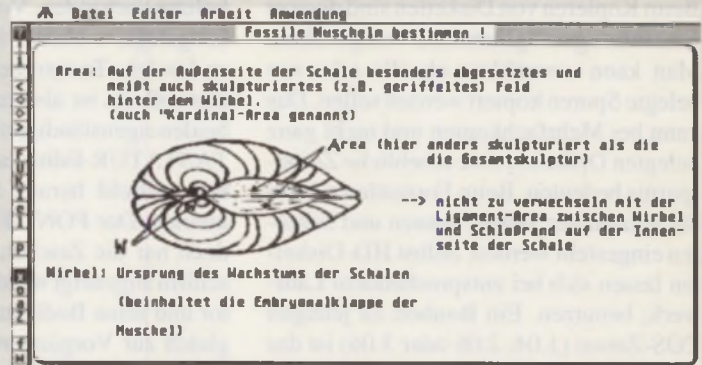 Datei Editor Arbeit Anwendung
Fossile Muscheln bestimmen !
Area: Auf der Außenseite der Schale besonders abgesetztes und
meißt auch skulpturiertes (z.B. geriffeltes) Feld
hinter dem Wirbel.
(auch "Kardinal-Area genannt)
Area (hier anders skulpturiert als die
die Gesamtskulptur)
--> nicht zu verwechseln mit der
Ligament-Area zwischen Wirbel
und Schloßrand auf der Innen-
seite der Schale
W
Wirbel: Ursprung des Wachstums der Schalen
(beinhaltet die Embryonalklappe der
Muschel)